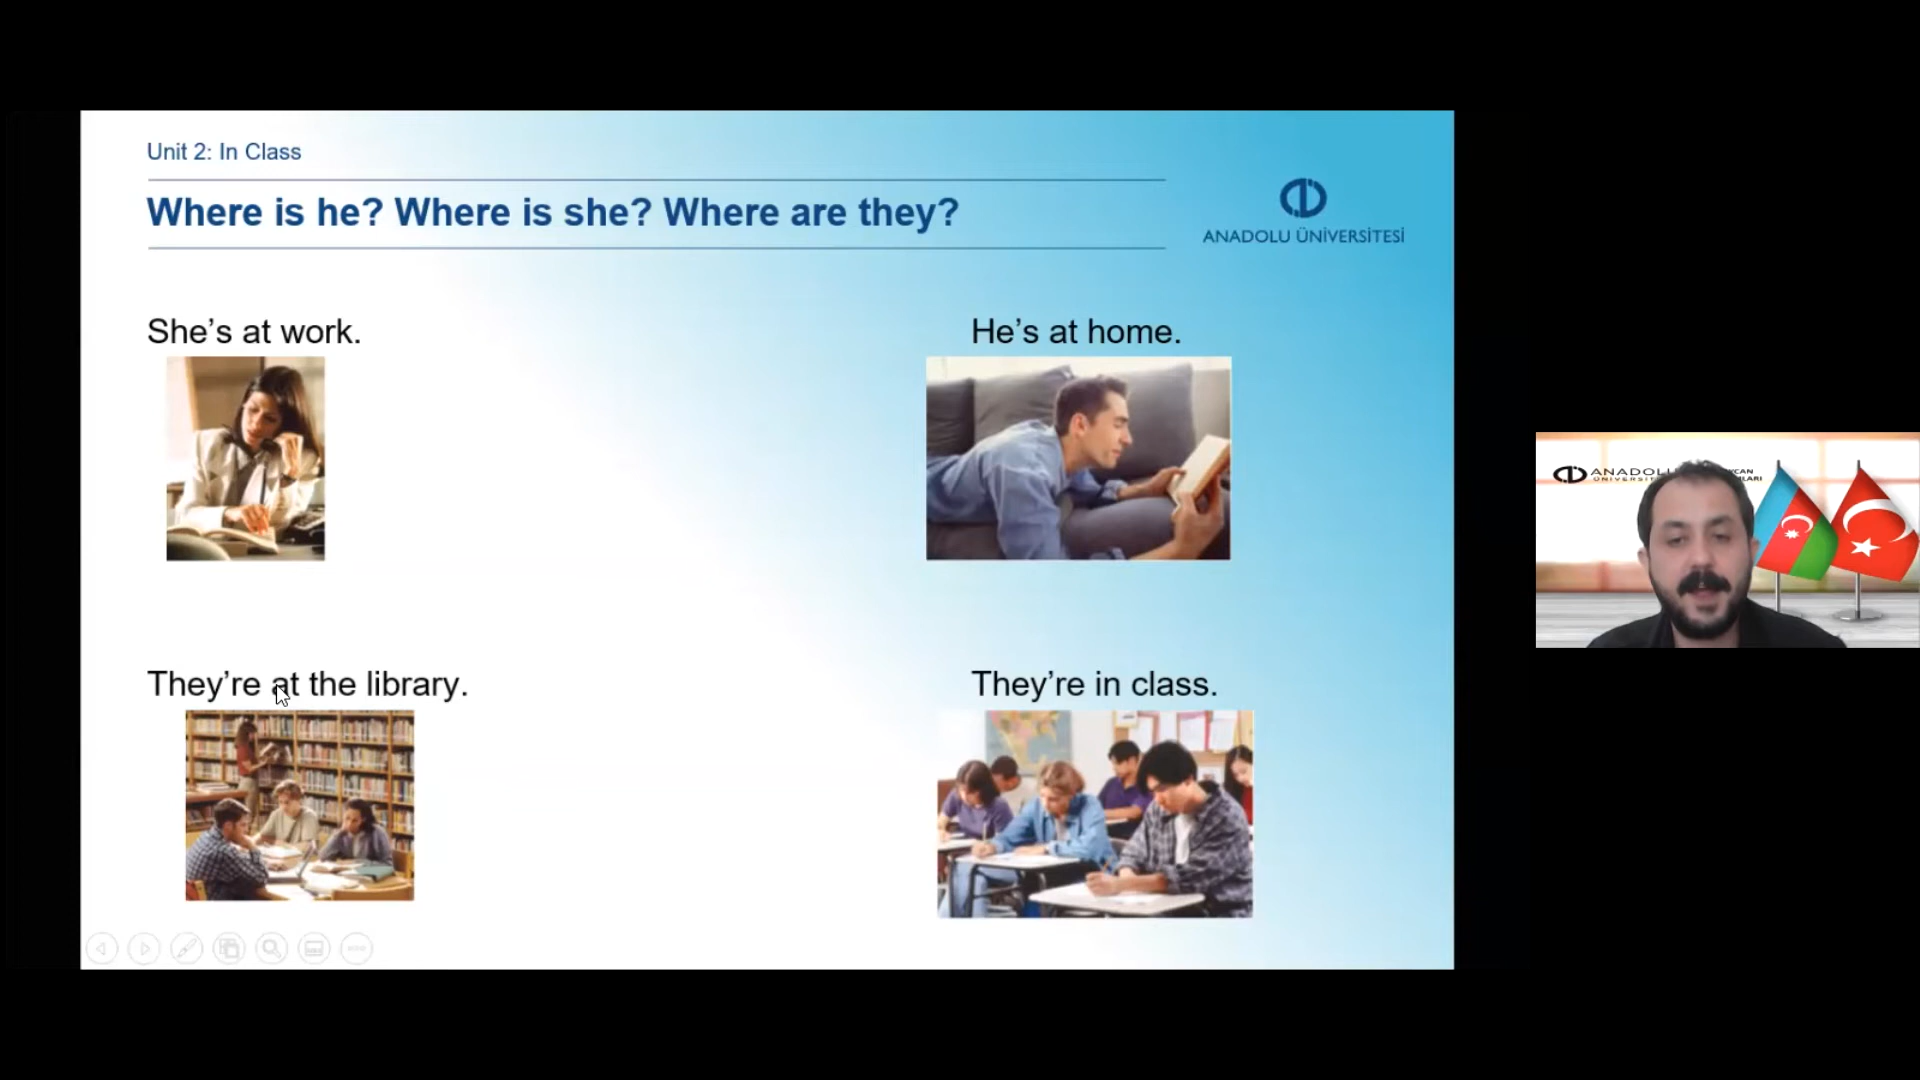 Unit 2: In Class
Where is he? Where is she? Where are they?
ANADOLU ÜNİVERSİTESİ
She's at work.
He's at home.
They're at the library.
They're in class.
ANADOLU